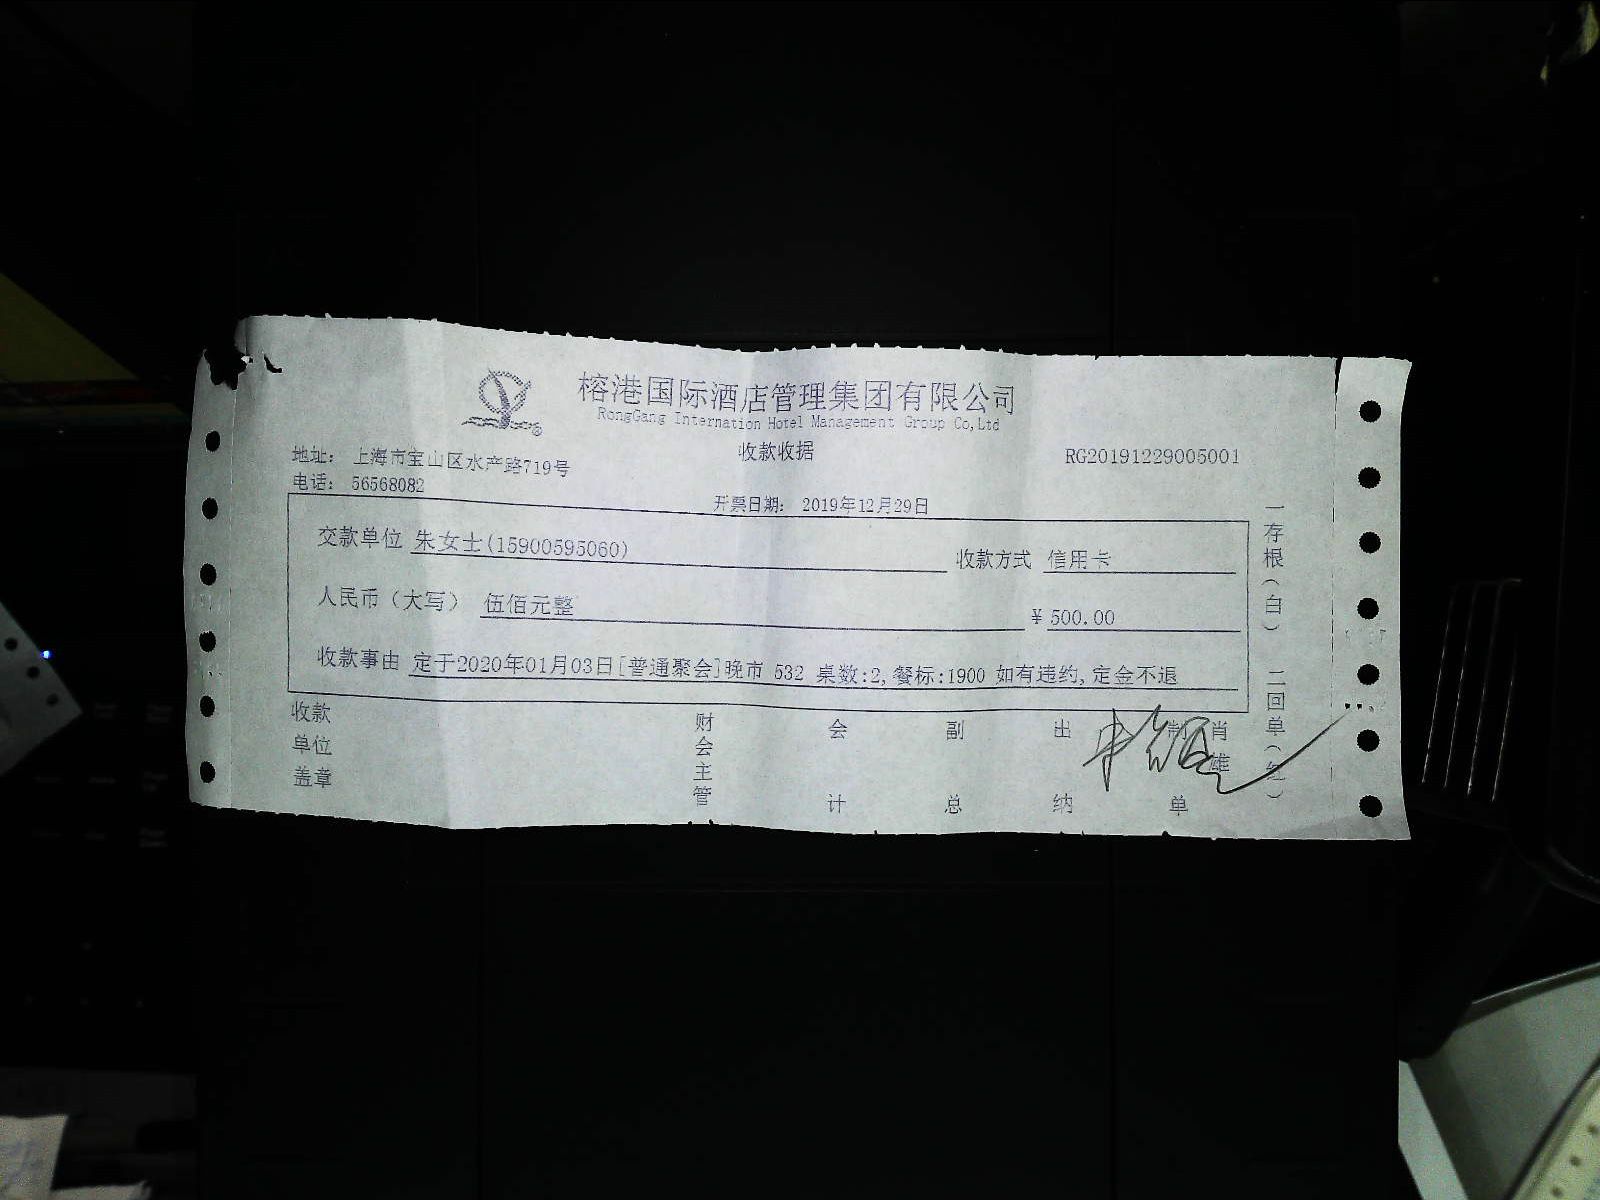 榕港国际酒店管理集团有限公司
RongGang Internation Hotel Management Group Co,Ltd
收款收据
RG20191229005001
地址： 上海市宝山区水产路719号
电话： 56568082
开票日期： 2019年12月29日
交款单位 朱女士(15900595060) 收款方式 信用卡
人民币（大写） 伍佰元整 ¥ 500.00
收款事由 定于2020年01月03日[普通聚会]晚市 532 桌数:2,餐标:1900 如有违约,定金不退
收款单位盖章 财会主管 会计 副总 出纳 制单 肖雄
一存根（白） 二回单（红）